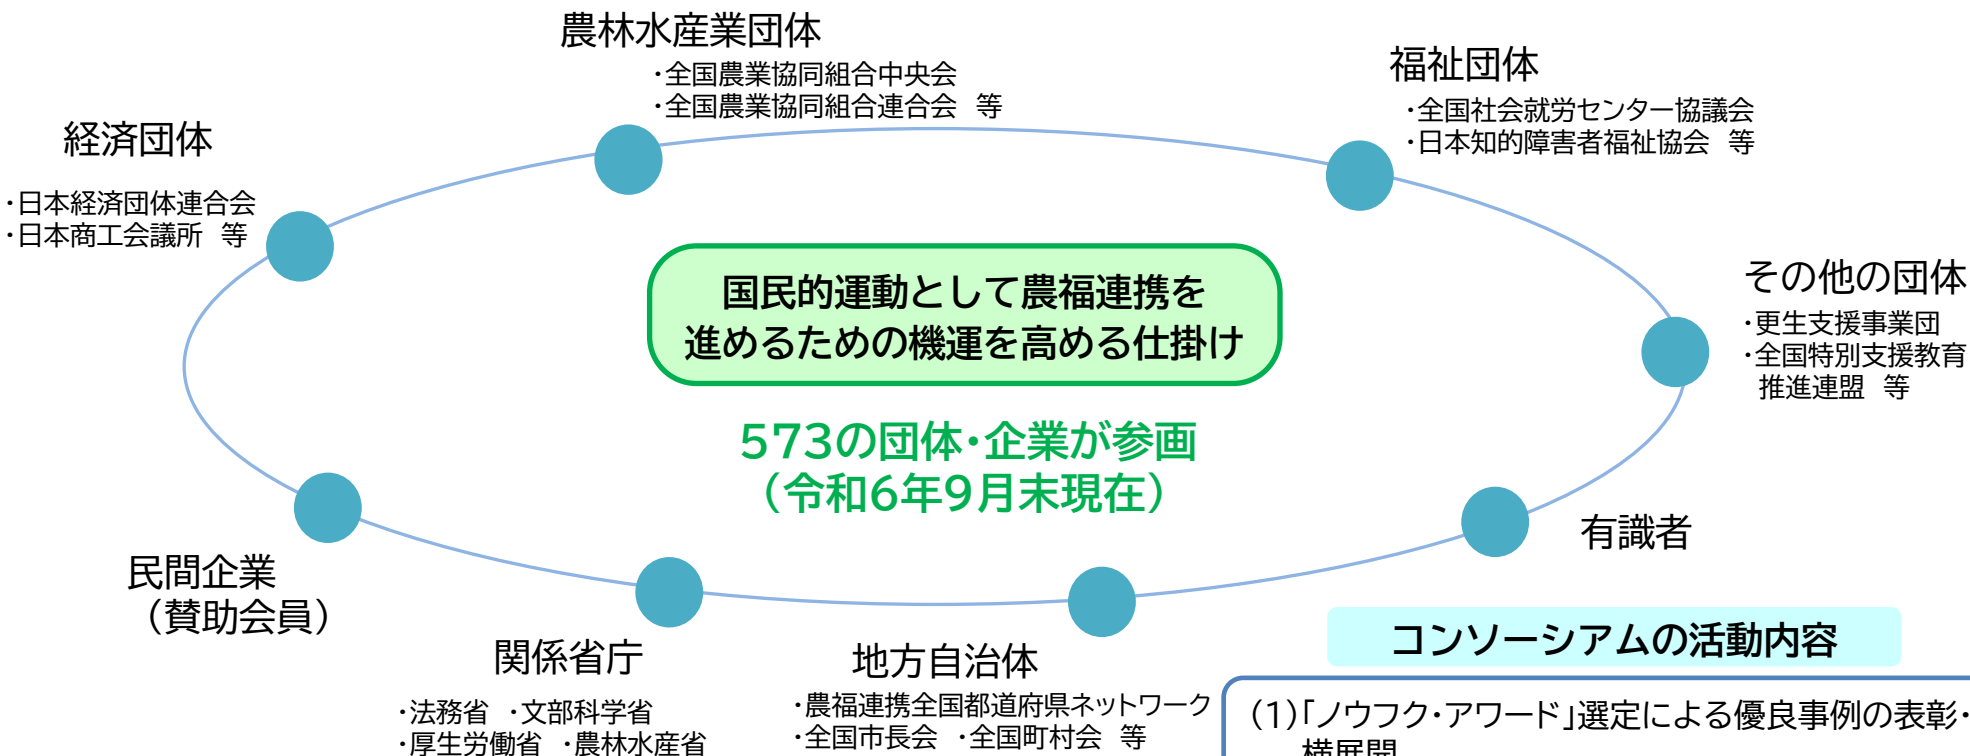 農林水産業団体
・全国農業協同組合中央会
・全国農業協同組合連合会 等
福祉団体
・全国社会就労センター協議会
・日本知的障害者福祉協会 等
経済団体
・日本経済団体連合会
・日本商工会議所 等
国民的運動として農福連携を
進めるための機運を高める仕掛け
その他の団体
・更生支援事業団
・全国特別支援教育
推進連盟 等
573の団体・企業が参画
（令和6年9月末現在）
有識者
民間企業
（賛助会員）
関係省庁
・法務省 ・文部科学省
・厚生労働省 ・農林水産省
地方自治体
・農福連携全国都道府県ネットワーク
・全国市長会 ・全国町村会 等
コンソーシアムの活動内容
（1）「ノウフク・アワード」選定による優良事例の表彰・
横展開